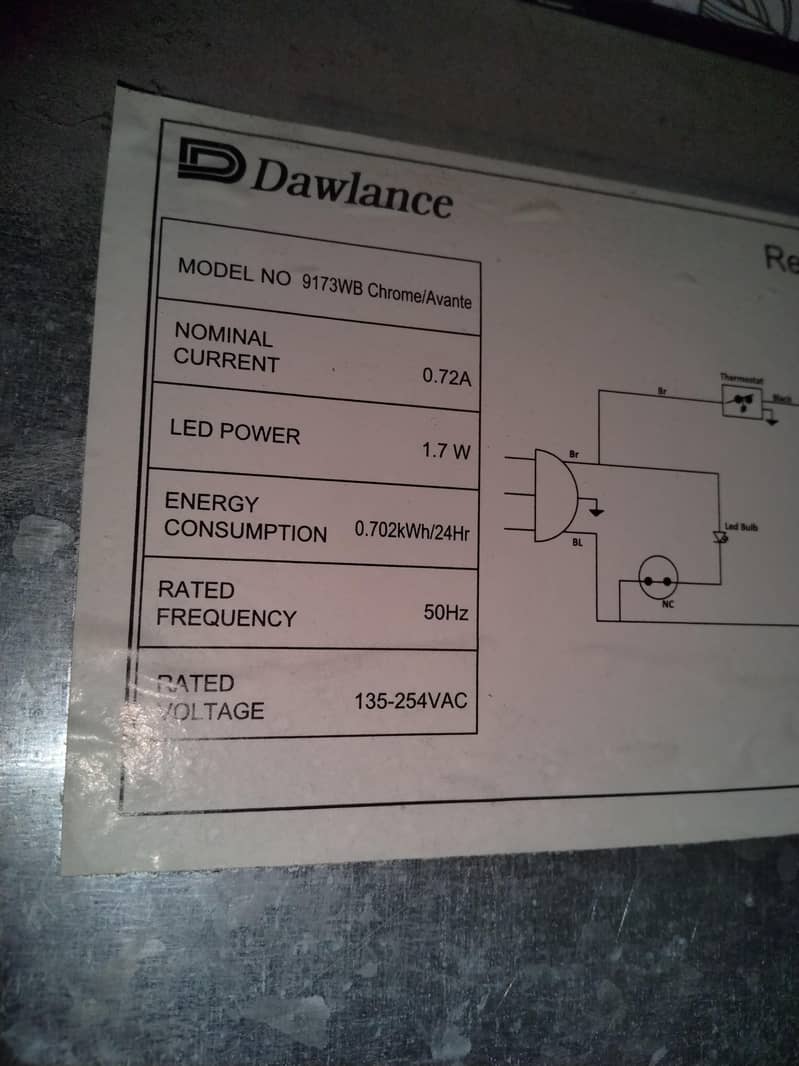 Dawlance
MODEL NO 9173WB Chrome/Avante
NOMINAL
CURRENT 0.72A
LED POWER 1.7 W
ENERGY
CONSUMPTION 0.702kWh/24Hr
RATED
FREQUENCY 50Hz
RATED
VOLTAGE 135-254VAC
Re
Thermostat
Br
Black
Br
Led Bulb
BL
NC